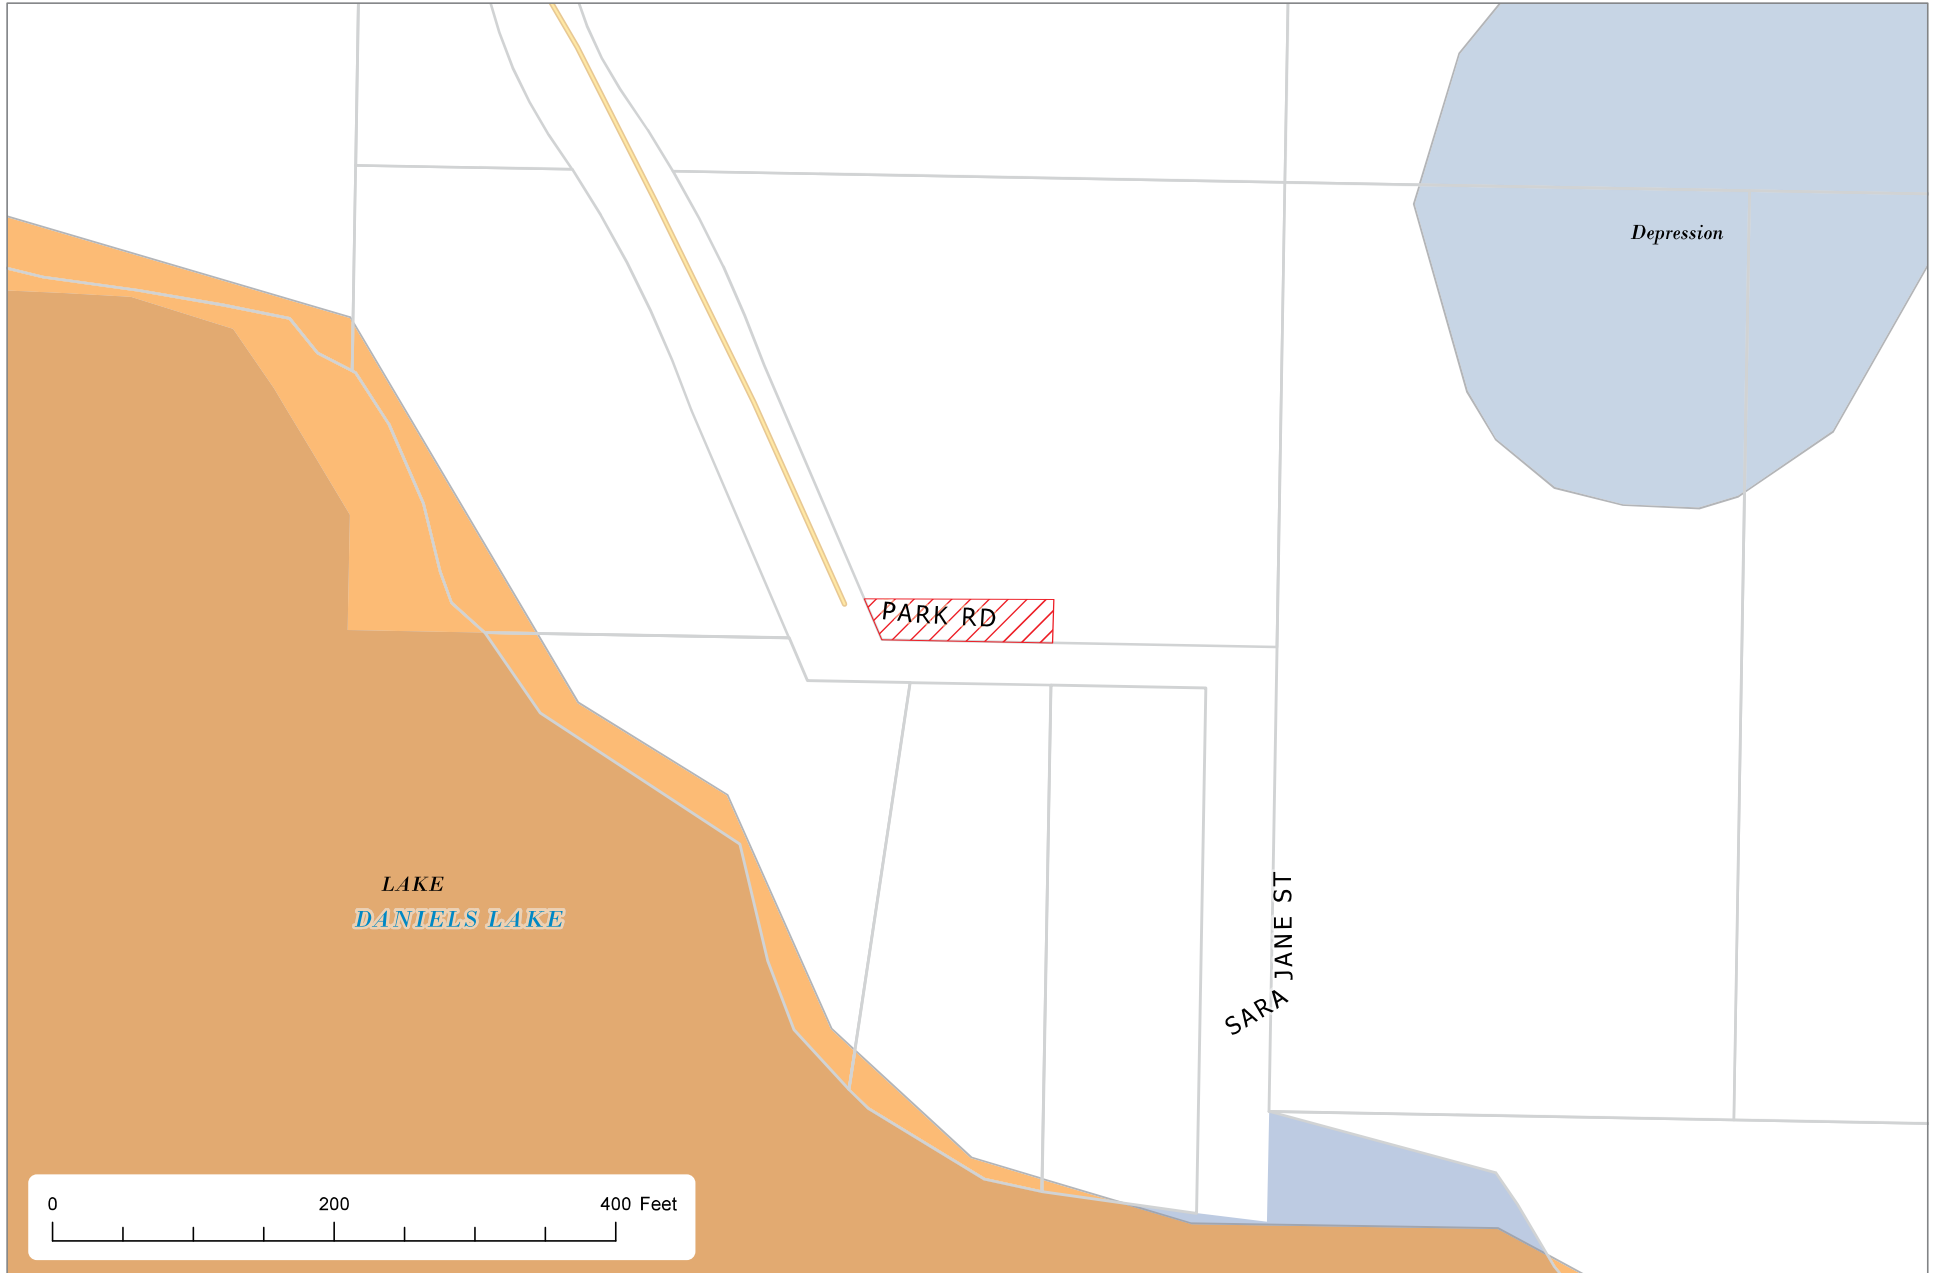 Depression
PARK RD
LAKE
DANIELS LAKE
SARA JANE ST
0 200 400 Feet